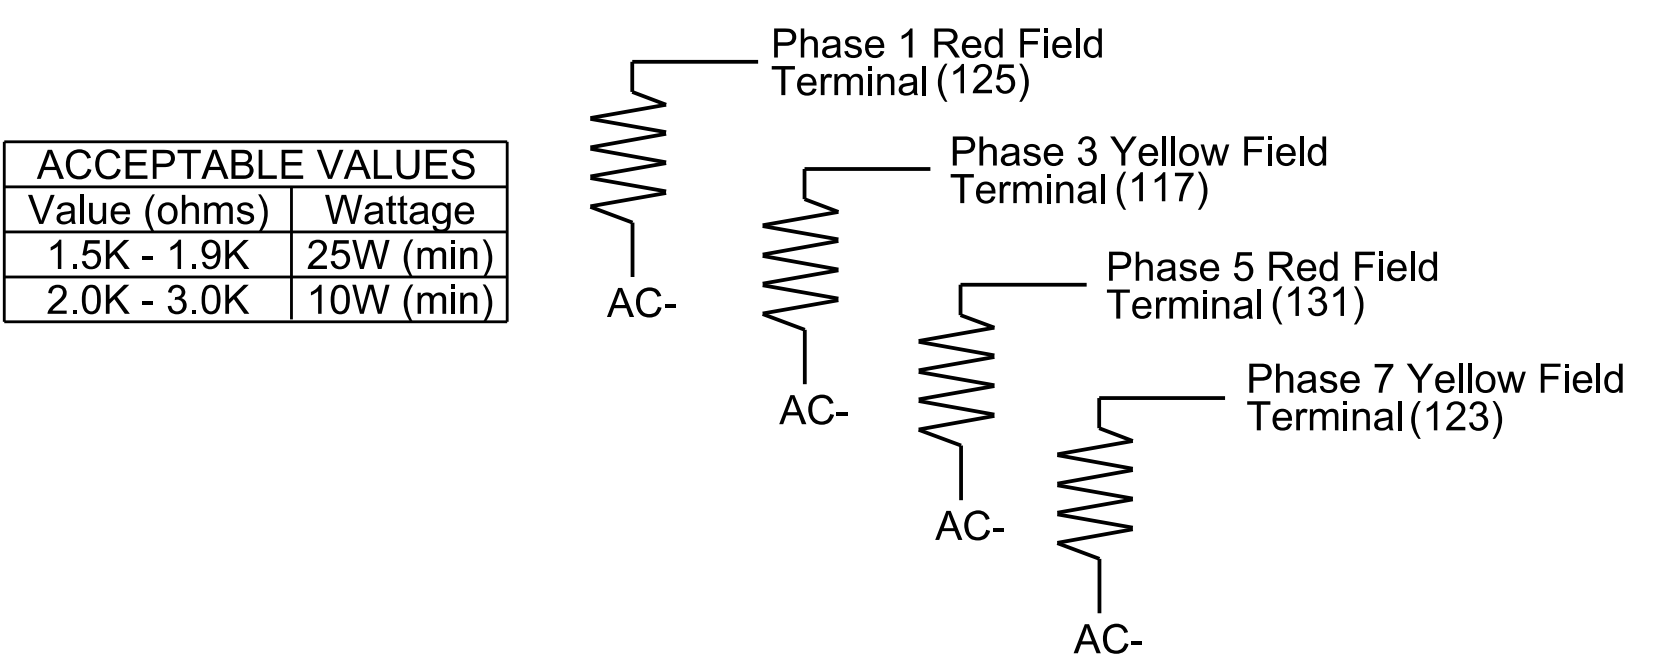 ACCEPTABLE VALUES
Value (ohms) Wattage
1.5K - 1.9K 25W (min)
2.0K - 3.0K 10W (min)
Phase 1 Red Field
Terminal (125)
AC-
Phase 3 Yellow Field
Terminal (117)
AC-
Phase 5 Red Field
Terminal (131)
AC-
Phase 7 Yellow Field
Terminal (123)
AC-